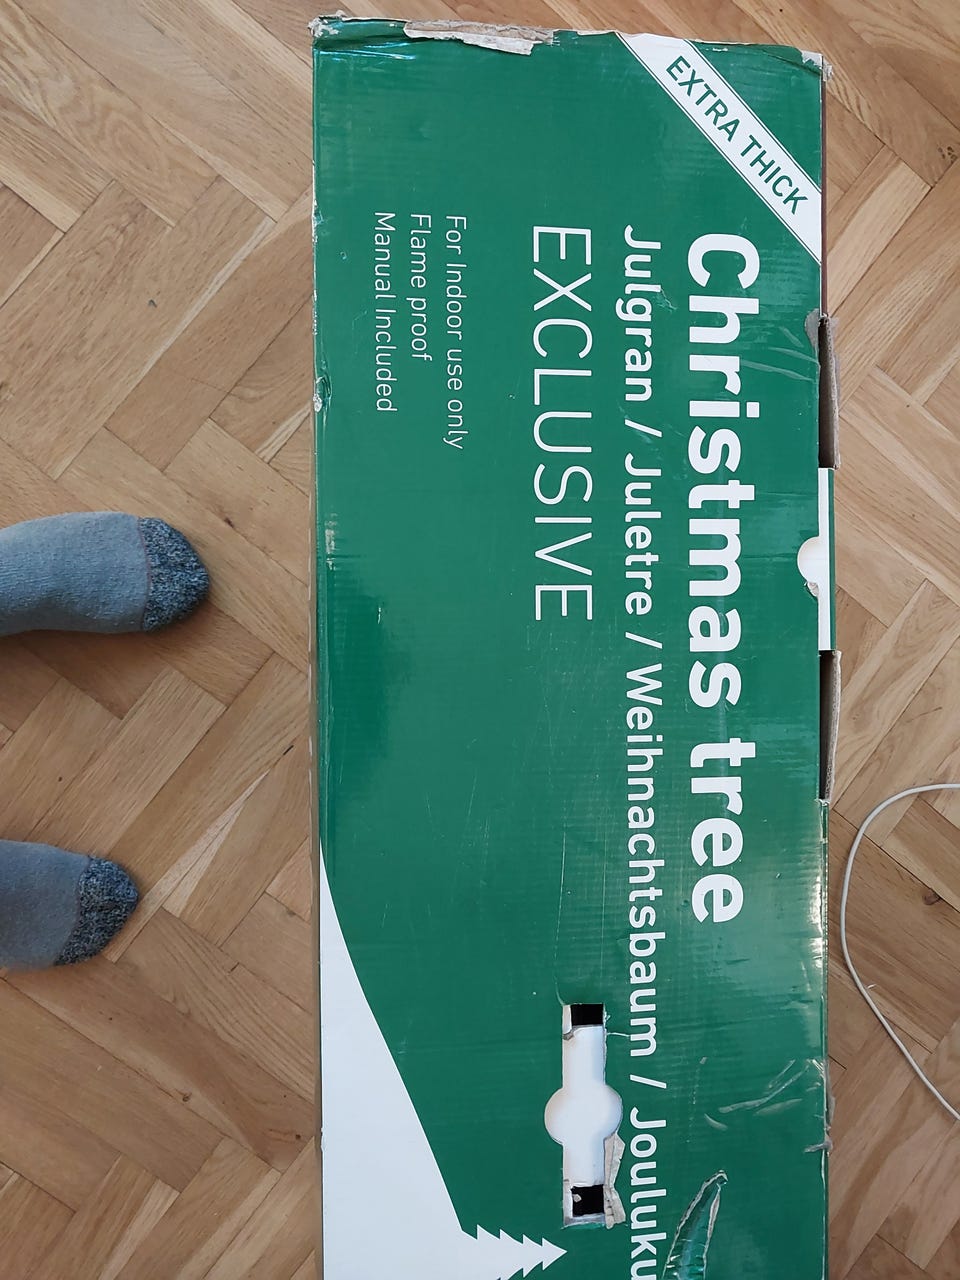 EXTRA THICK
Christmas tree
Julgran / Juletre / Weihnachtsbaum /
EXCLUSIVE
For Indoor use only
Flame proof
Manual Included